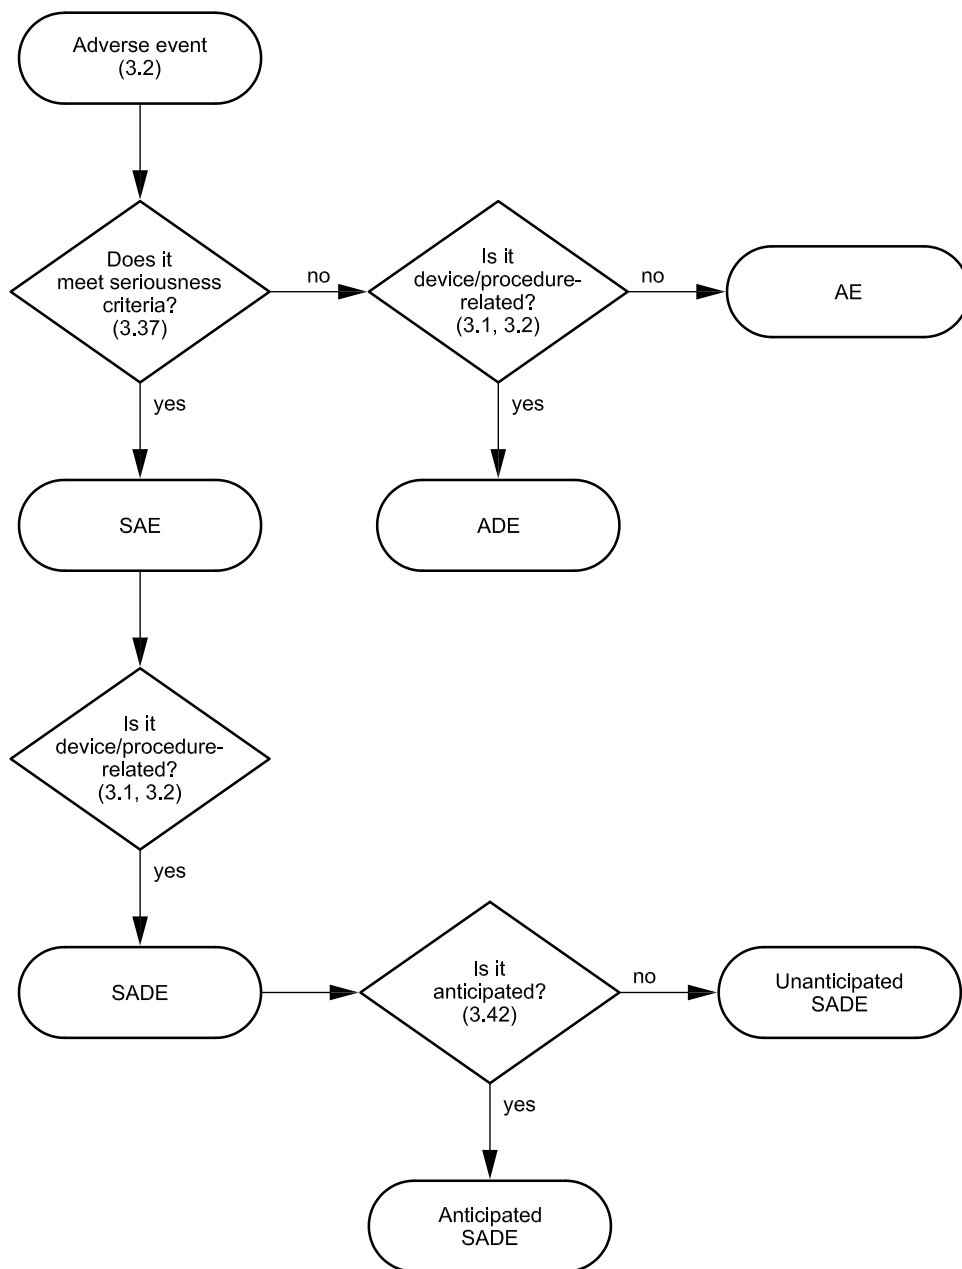 Adverse event
(3.2)
Does it
meet seriousness
criteria?
(3.37)
no
Is it
device/procedure-
related?
(3.1, 3.2)
no
AE
yes
yes
SAE
ADE
Is it
device/procedure-
related?
(3.1, 3.2)
yes
SADE
Is it
anticipated?
(3.42)
no
Unanticipated
SADE
yes
Anticipated
SADE